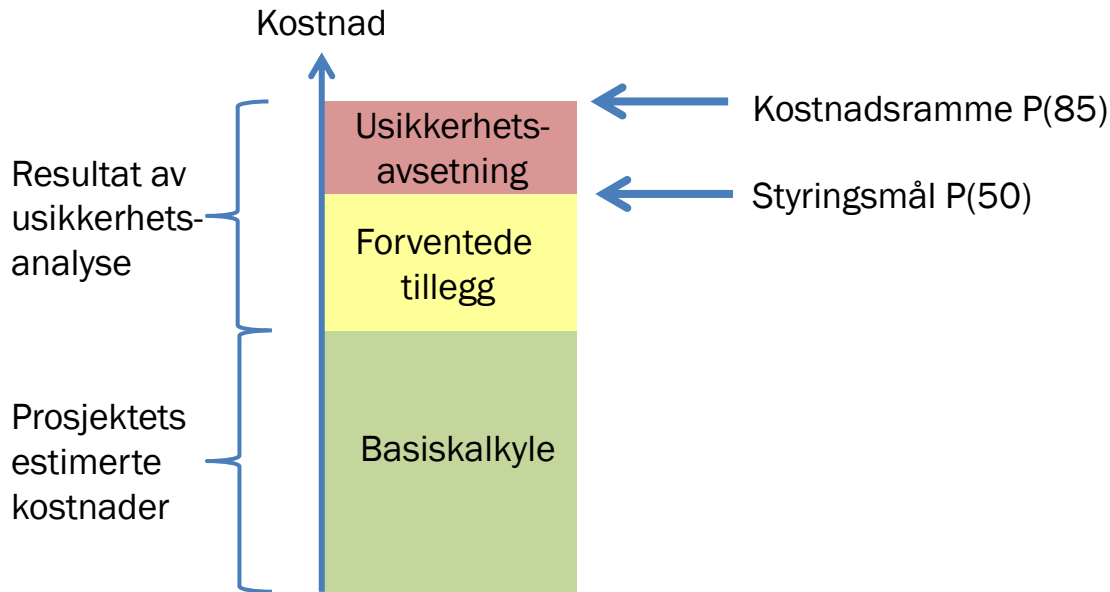 Kostnad
Usikkerhets-
avsetning
Kostnadsramme P(85)
Styringsmål P(50)
Resultat av
usikkerhets-
analyse
Forventede
tillegg
Prosjektets
estimerte
kostnader
Basiskalkyle